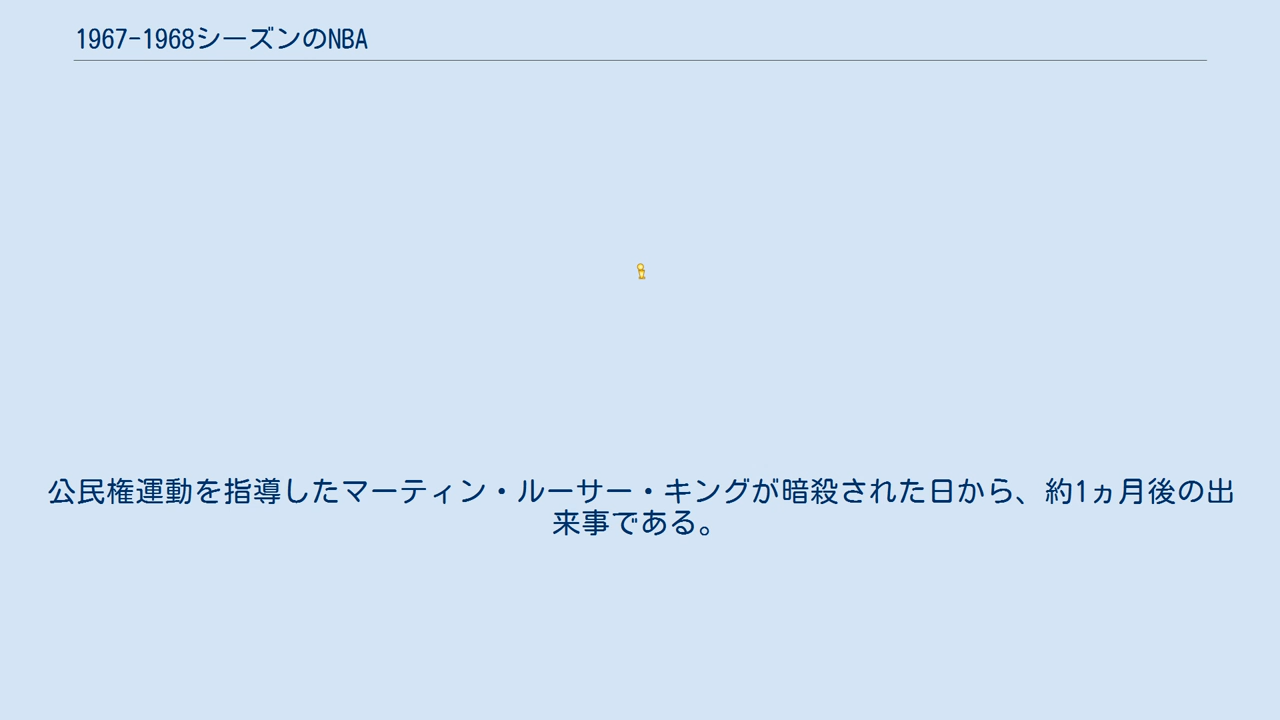 1967-1968シーズンのNBA
公民権運動を指導したマーティン・ルーサー・キングが暗殺された日から、約1ヵ月後の出
来事である。